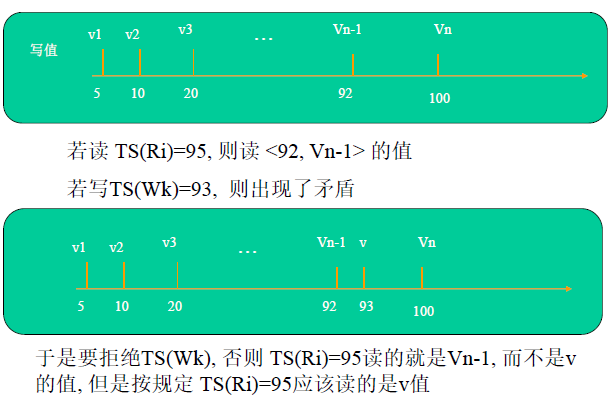 v1 v2 v3 ... Vn-1 Vn
写值
5 10 20 92 100
若读 TS(Ri)=95, 则读 <92, Vn-1> 的值
若写TS(Wk)=93, 则出现了矛盾
v1 v2 v3 ... Vn-1 v Vn
5 10 20 92 93 100
于是要拒绝TS(Wk), 否则 TS(Ri)=95读的就是Vn-1, 而不是v
的值, 但是按规定 TS(Ri)=95应该读的是v值